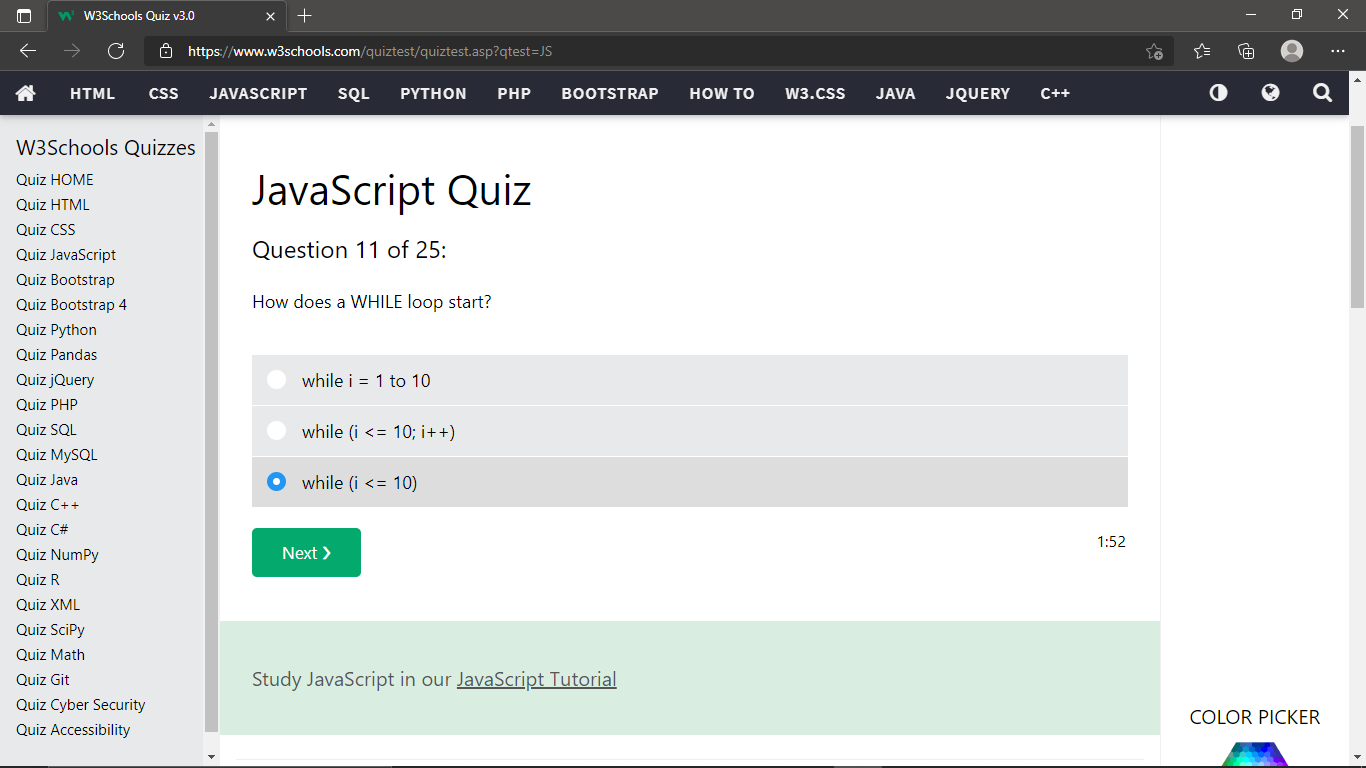 W3Schools Quiz v3.0
https://www.w3schools.com/quiztest/quiztest.asp?qtest=JS
HTML CSS JAVASCRIPT SQL PYTHON PHP BOOTSTRAP HOW TO W3.CSS JAVA JQUERY C++
W3Schools Quizzes
Quiz HOME
Quiz HTML
Quiz CSS
Quiz JavaScript
Quiz Bootstrap
Quiz Bootstrap 4
Quiz Python
Quiz Pandas
Quiz jQuery
Quiz PHP
Quiz SQL
Quiz MySQL
Quiz Java
Quiz C++
Quiz C#
Quiz NumPy
Quiz R
Quiz XML
Quiz SciPy
Quiz Math
Quiz Git
Quiz Cyber Security
Quiz Accessibility
JavaScript Quiz
Question 11 of 25:
How does a WHILE loop start?
while i = 1 to 10
while (i <= 10; i++)
while (i <= 10)
Next ❯
1:52
Study JavaScript in our JavaScript Tutorial
COLOR PICKER